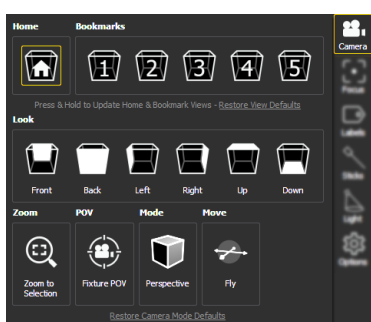 Home Bookmarks
1 2 3 4 5
Camera
Focus
Press & Hold to Update Home & Bookmark Views - Restore View Defaults
Labels
Look
Front Back Left Right Up Down
Sticks
Zoom POV Mode Move
Light
Zoom to Selection Fixture POV Perspective Fly
Options
Restore Camera Mode Defaults